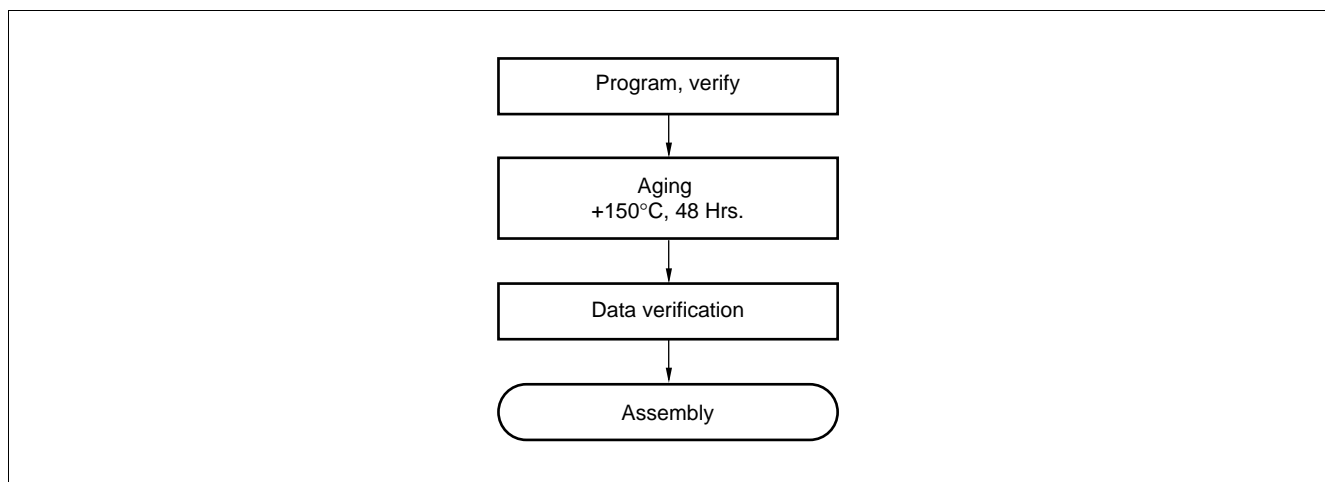 Program, verify
Aging
+150°C, 48 Hrs.
Data verification
Assembly